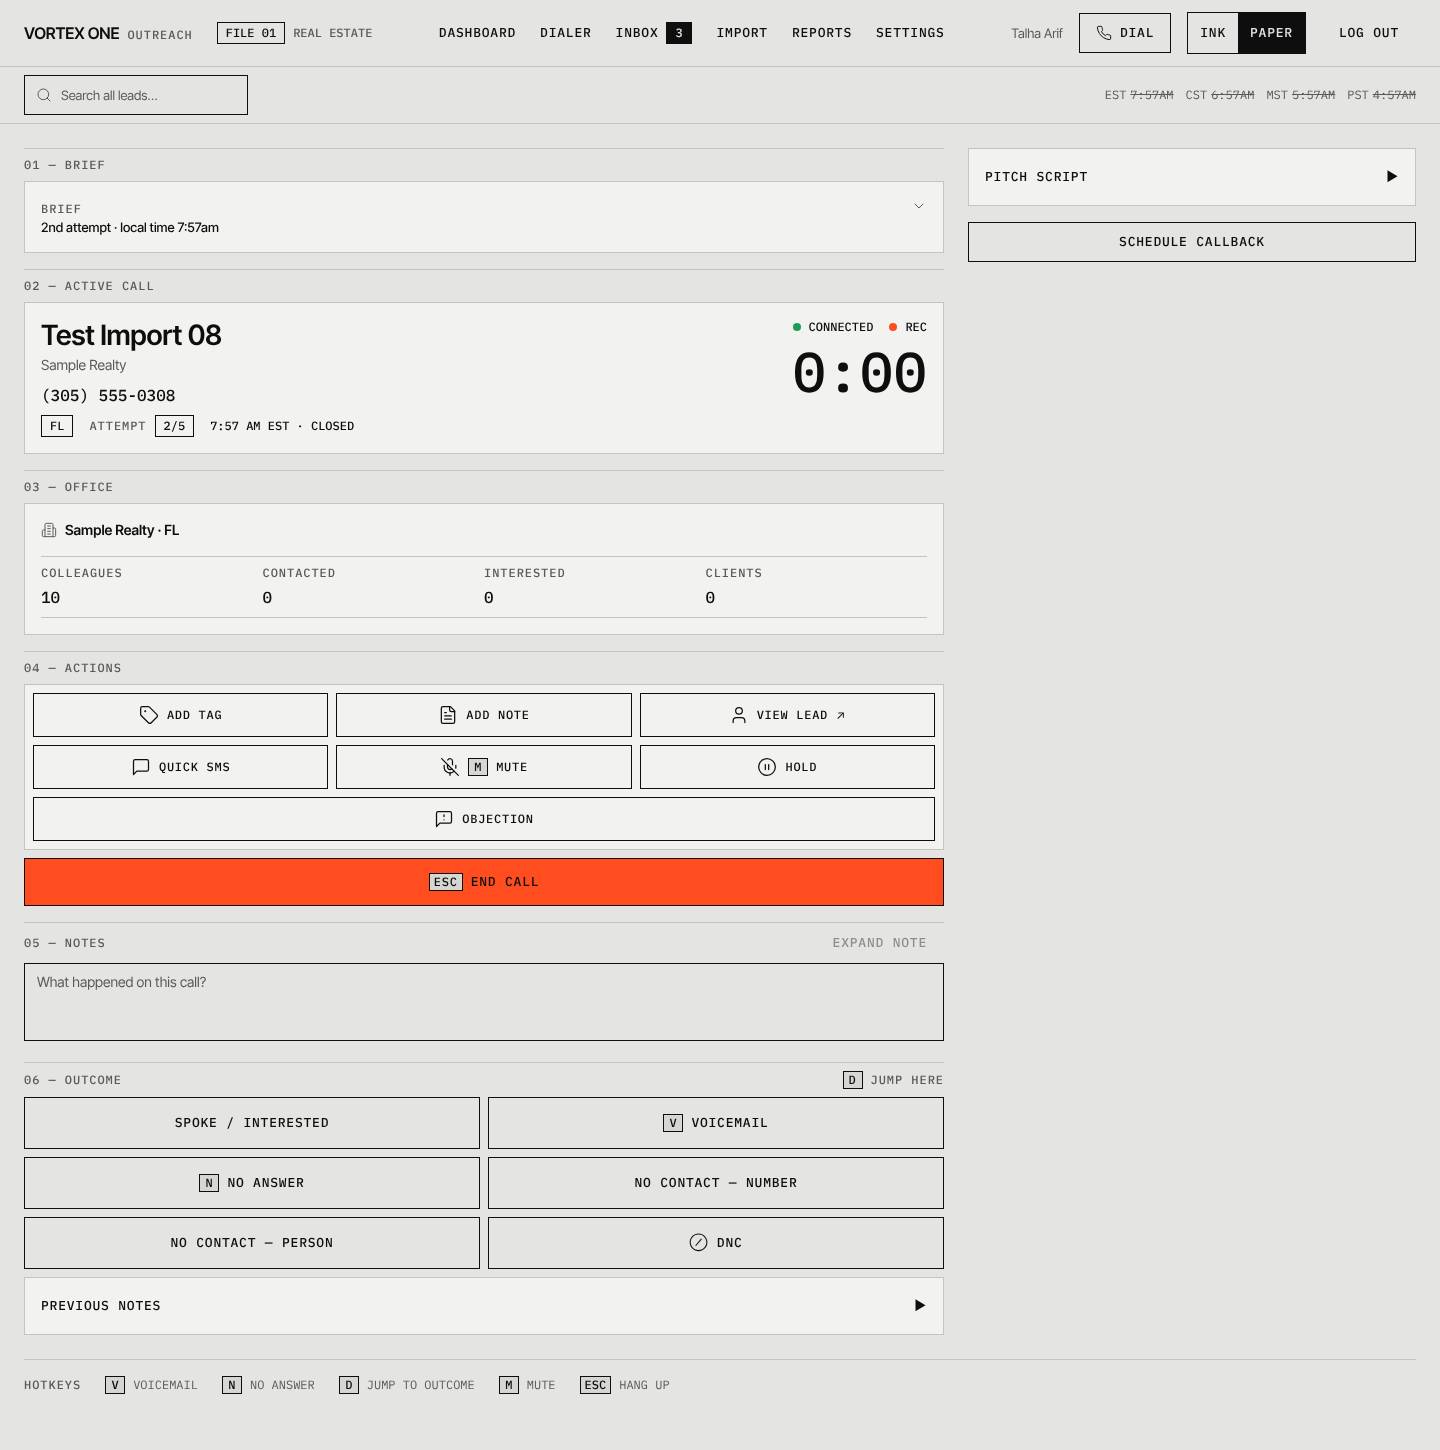 VORTEX ONE OUTREACH FILE 01 REAL ESTATE DASHBOARD DIALER INBOX 3 IMPORT REPORTS SETTINGS Talha Arif DIAL INK PAPER LOG OUT
Search all leads… EST 7:57AM CST 6:57AM MST 5:57AM PST 4:57AM
01 — BRIEF
BRIEF
2nd attempt · local time 7:57am
PITCH SCRIPT
SCHEDULE CALLBACK
02 — ACTIVE CALL
Test Import 08
CONNECTED REC
Sample Realty
0:00
(305) 555-0308
FL ATTEMPT 2/5 7:57 AM EST · CLOSED
03 — OFFICE
Sample Realty · FL
COLLEAGUES CONTACTED INTERESTED CLIENTS
10 0 0 0
04 — ACTIONS
ADD TAG ADD NOTE VIEW LEAD ↗
QUICK SMS M MUTE HOLD
OBJECTION
ESC END CALL
05 — NOTES EXPAND NOTE
What happened on this call?
06 — OUTCOME D JUMP HERE
SPOKE / INTERESTED V VOICEMAIL
N NO ANSWER NO CONTACT — NUMBER
NO CONTACT — PERSON DNC
PREVIOUS NOTES
HOTKEYS V VOICEMAIL N NO ANSWER D JUMP TO OUTCOME M MUTE ESC HANG UP